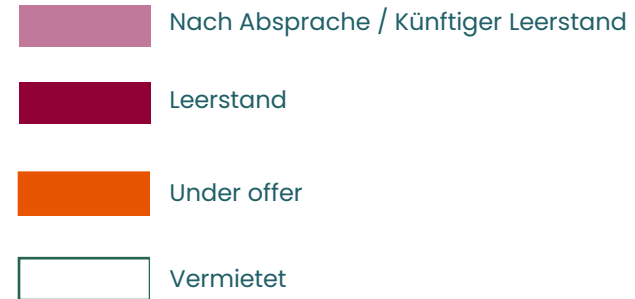 Nach Absprache / Künftiger Leerstand
Leerstand
Under offer
Vermietet